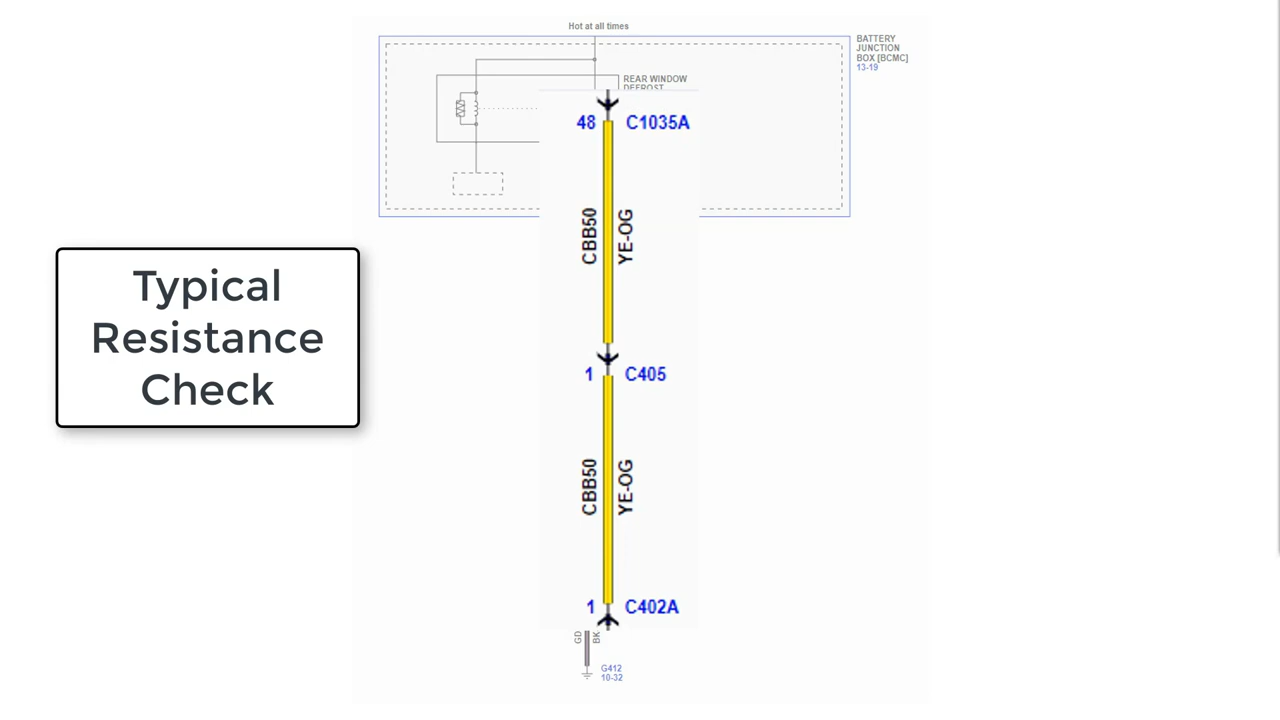 Hot at all times
BATTERY
JUNCTION
BOX [BCMC]
13-19
REAR WINDOW
DEFROST
48 C1035A
CBB50
YE-OG
Typical
Resistance
Check
1 C405
CBB50
YE-OG
1 C402A
GD
BK
G412
10-32